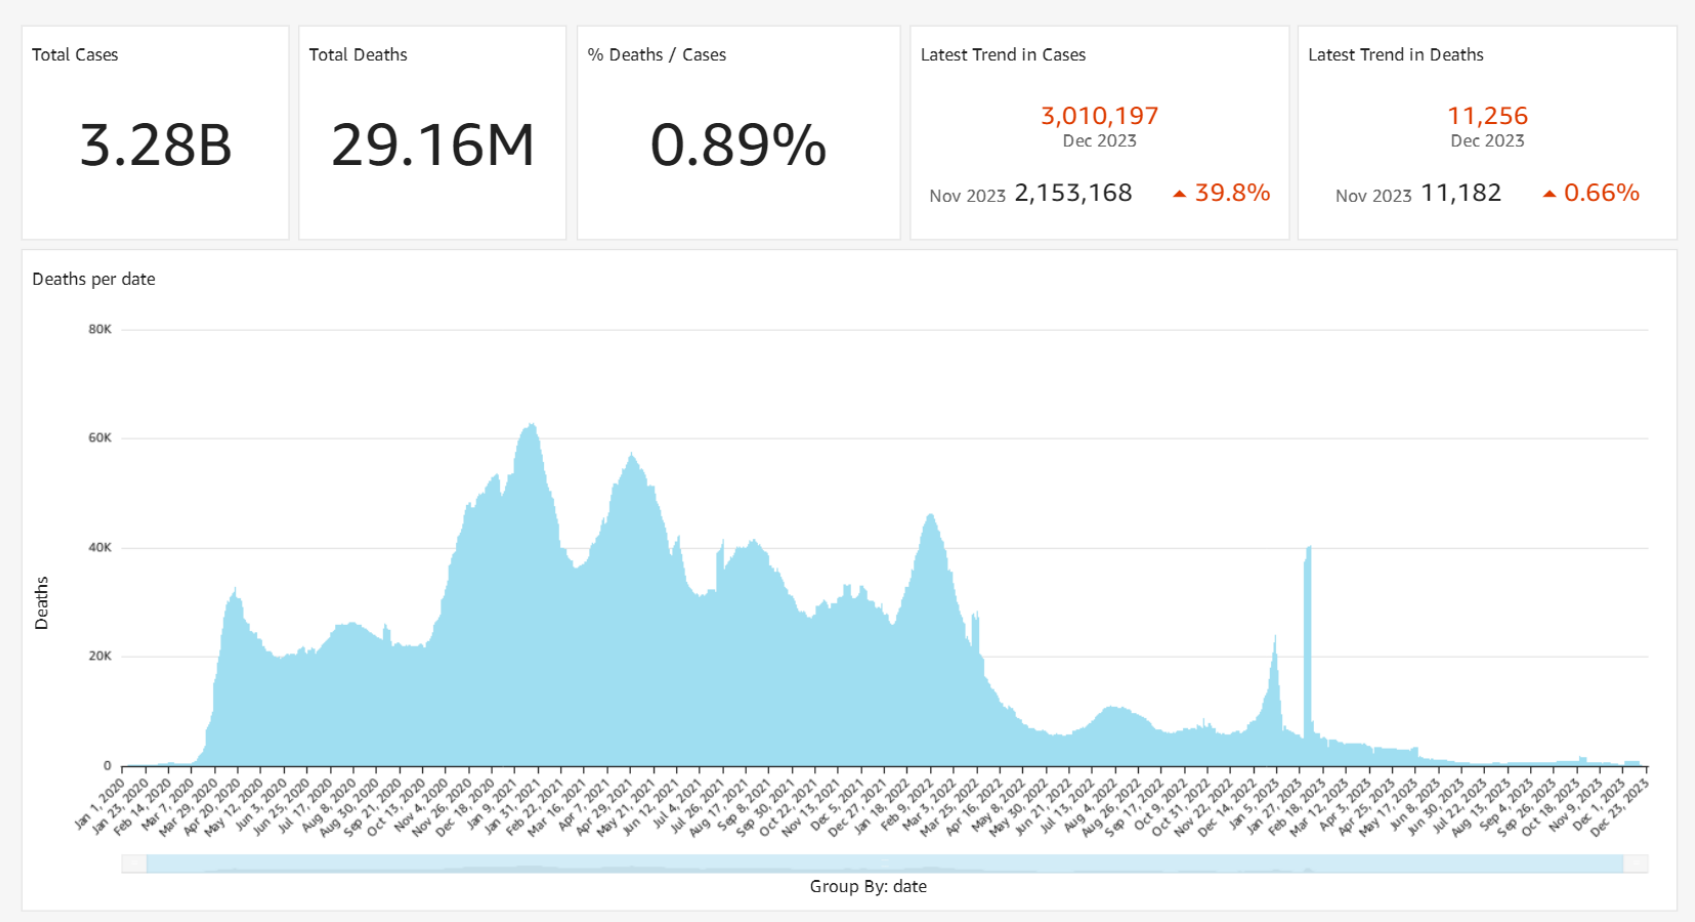 Total Cases
3.28B
Total Deaths
29.16M
% Deaths / Cases
0.89%
Latest Trend in Cases
3,010,197
Dec 2023
Nov 2023 2,153,168 ▲ 39.8%
Latest Trend in Deaths
11,256
Dec 2023
Nov 2023 11,182 ▲ 0.66%
Deaths per date
80K
60K
40K
20K
0
Deaths
Jan 1, 2020
Jan 23, 2020
Feb 14, 2020
Mar 7, 2020
Mar 29, 2020
Apr 20, 2020
May 12, 2020
Jun 3, 2020
Jun 25, 2020
Jul 17, 2020
Aug 8, 2020
Aug 30, 2020
Sep 21, 2020
Oct 13, 2020
Nov 4, 2020
Nov 26, 2020
Dec 18, 2020
Jan 9, 2021
Jan 31, 2021
Feb 22, 2021
Mar 16, 2021
Apr 7, 2021
Apr 29, 2021
May 21, 2021
Jun 12, 2021
Jul 4, 2021
Jul 26, 2021
Aug 17, 2021
Sep 8, 2021
Sep 30, 2021
Oct 22, 2021
Nov 13, 2021
Dec 5, 2021
Dec 27, 2021
Jan 18, 2022
Feb 9, 2022
Mar 3, 2022
Mar 25, 2022
Apr 16, 2022
May 8, 2022
May 30, 2022
Jun 21, 2022
Jul 13, 2022
Aug 4, 2022
Aug 26, 2022
Sep 17, 2022
Oct 9, 2022
Oct 31, 2022
Nov 22, 2022
Dec 14, 2022
Jan 5, 2023
Jan 27, 2023
Feb 18, 2023
Mar 12, 2023
Apr 3, 2023
Apr 25, 2023
May 17, 2023
Jun 8, 2023
Jun 30, 2023
Jul 22, 2023
Aug 13, 2023
Sep 4, 2023
Sep 26, 2023
Oct 18, 2023
Nov 9, 2023
Dec 1, 2023
Dec 23, 2023
Group By: date